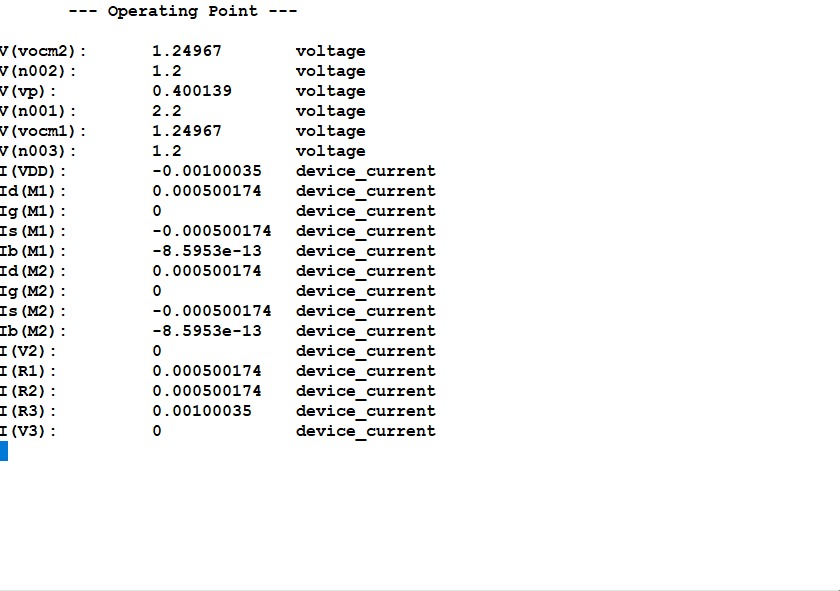 --- Operating Point ---
V(vocm2): 1.24967 voltage
V(n002): 1.2 voltage
V(vp): 0.400139 voltage
V(n001): 2.2 voltage
V(vocm1): 1.24967 voltage
V(n003): 1.2 voltage
I(VDD): -0.00100035 device_current
Id(M1): 0.000500174 device_current
Ig(M1): 0 device_current
Is(M1): -0.000500174 device_current
Ib(M1): -8.5953e-13 device_current
Id(M2): 0.000500174 device_current
Ig(M2): 0 device_current
Is(M2): -0.000500174 device_current
Ib(M2): -8.5953e-13 device_current
I(V2): 0 device_current
I(R1): 0.000500174 device_current
I(R2): 0.000500174 device_current
I(R3): 0.00100035 device_current
I(V3): 0 device_current